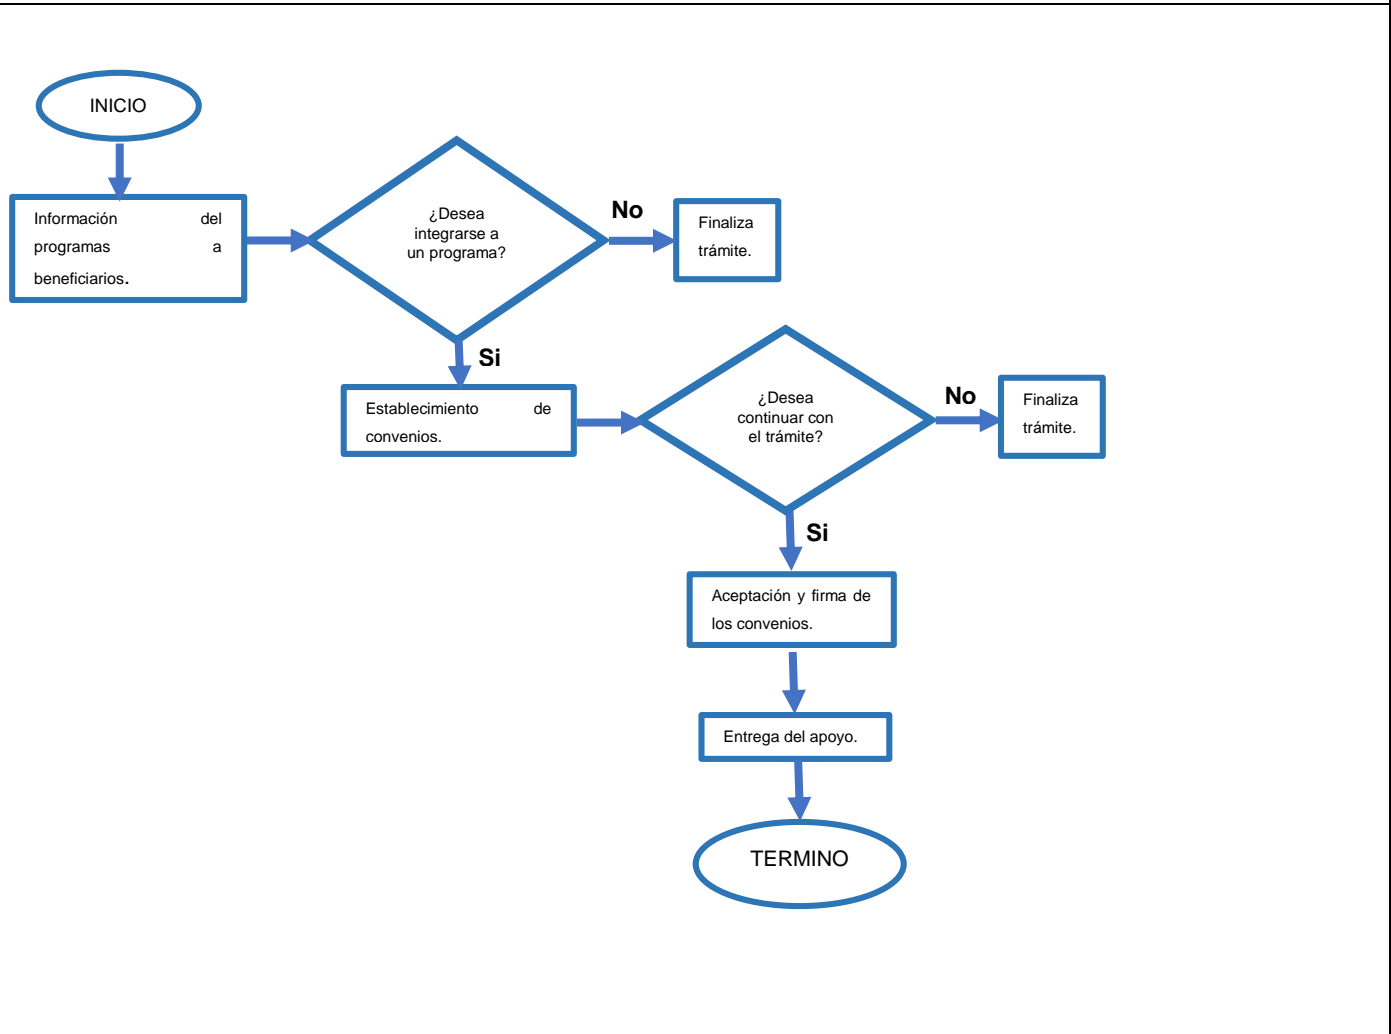 INICIO
Información del
programas a
beneficiarios.
¿Desea
integrarse a
un programa?
No
Finaliza
trámite.
Si
Establecimiento de
convenios.
¿Desea
continuar con
el trámite?
No
Finaliza
trámite.
Si
Aceptación y firma de
los convenios.
Entrega del apoyo.
TERMINO